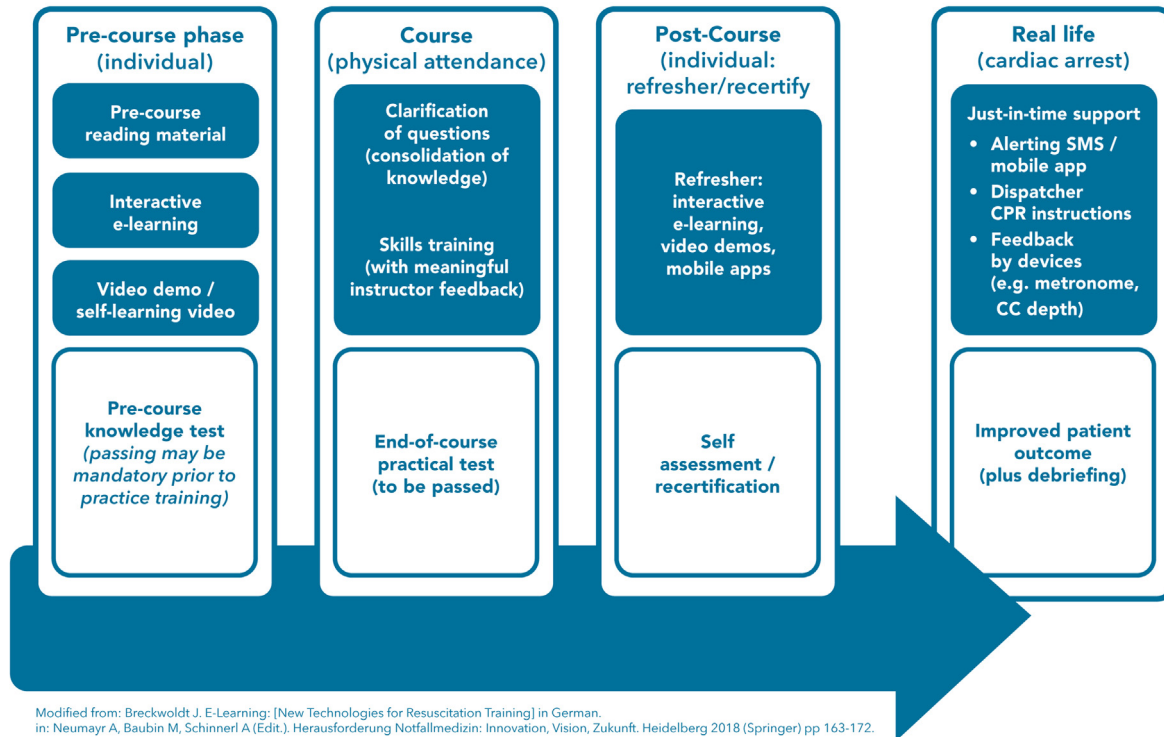 Pre-course phase
(individual)
Pre-course
reading material
Interactive
e-learning
Video demo /
self-learning video
Pre-course
knowledge test
(passing may be
mandatory prior to
practice training)
Course
(physical attendance)
Clarification
of questions
(consolidation of
knowledge)
Skills training
(with meaningful
instructor feedback)
End-of-course
practical test
(to be passed)
Post-Course
(individual:
refresher/recertify
Refresher:
interactive
e-learning,
video demos,
mobile apps
Self
assessment /
recertification
Real life
(cardiac arrest)
Just-in-time support
• Alerting SMS /
mobile app
• Dispatcher
CPR instructions
• Feedback
by devices
(e.g. metronome,
CC depth)
Improved patient
outcome
(plus debriefing)
Modified from: Breckwoldt J. E-Learning: [New Technologies for Resuscitation Training] in German.
in: Neumayr A, Baubin M, Schinnerl A (Edit.). Herausforderung Notfallmedizin: Innovation, Vision, Zukunft. Heidelberg 2018 (Springer) pp 163-172.